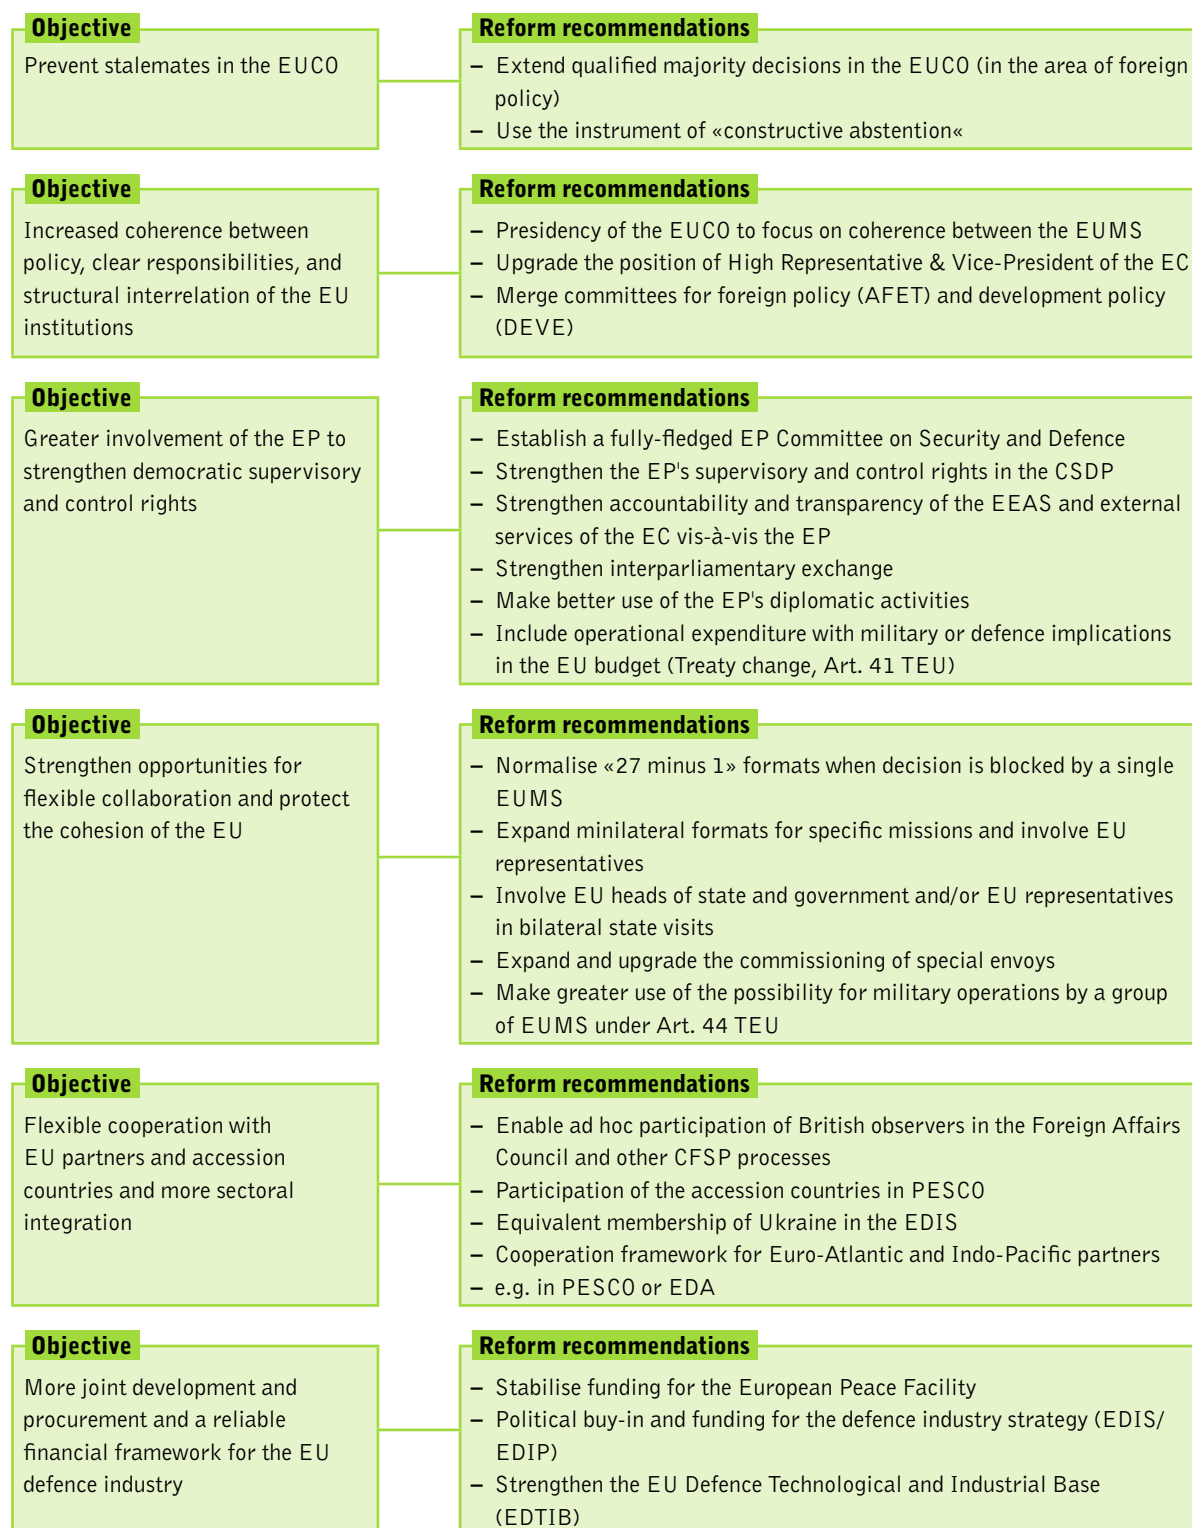 Objective
Prevent stalemates in the EUCO
Reform recommendations
– Extend qualified majority decisions in the EUCO (in the area of foreign
policy)
– Use the instrument of «constructive abstention«
Objective
Increased coherence between
policy, clear responsibilities, and
structural interrelation of the EU
institutions
Reform recommendations
– Presidency of the EUCO to focus on coherence between the EUMS
– Upgrade the position of High Representative & Vice-President of the EC
– Merge committees for foreign policy (AFET) and development policy
(DEVE)
Objective
Greater involvement of the EP to
strengthen democratic supervisory
and control rights
Reform recommendations
– Establish a fully-fledged EP Committee on Security and Defence
– Strengthen the EP's supervisory and control rights in the CSDP
– Strengthen accountability and transparency of the EEAS and external
services of the EC vis-à-vis the EP
– Strengthen interparliamentary exchange
– Make better use of the EP's diplomatic activities
– Include operational expenditure with military or defence implications
in the EU budget (Treaty change, Art. 41 TEU)
Objective
Strengthen opportunities for
flexible collaboration and protect
the cohesion of the EU
Reform recommendations
– Normalise «27 minus 1» formats when decision is blocked by a single
EUMS
– Expand minilateral formats for specific missions and involve EU
representatives
– Involve EU heads of state and government and/or EU representatives
in bilateral state visits
– Expand and upgrade the commissioning of special envoys
– Make greater use of the possibility for military operations by a group
of EUMS under Art. 44 TEU
Objective
Flexible cooperation with
EU partners and accession
countries and more sectoral
integration
Reform recommendations
– Enable ad hoc participation of British observers in the Foreign Affairs
Council and other CFSP processes
– Participation of the accession countries in PESCO
– Equivalent membership of Ukraine in the EDIS
– Cooperation framework for Euro-Atlantic and Indo-Pacific partners
– e.g. in PESCO or EDA
Objective
More joint development and
procurement and a reliable
financial framework for the EU
defence industry
Reform recommendations
– Stabilise funding for the European Peace Facility
– Political buy-in and funding for the defence industry strategy (EDIS/
EDIP)
– Strengthen the EU Defence Technological and Industrial Base
(EDTIB)